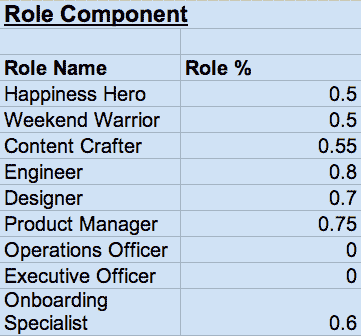 Role Component
Role Name Role %
Happiness Hero 0.5
Weekend Warrior 0.5
Content Crafter 0.55
Engineer 0.8
Designer 0.7
Product Manager 0.75
Operations Officer 0
Executive Officer 0
Onboarding
Specialist 0.6